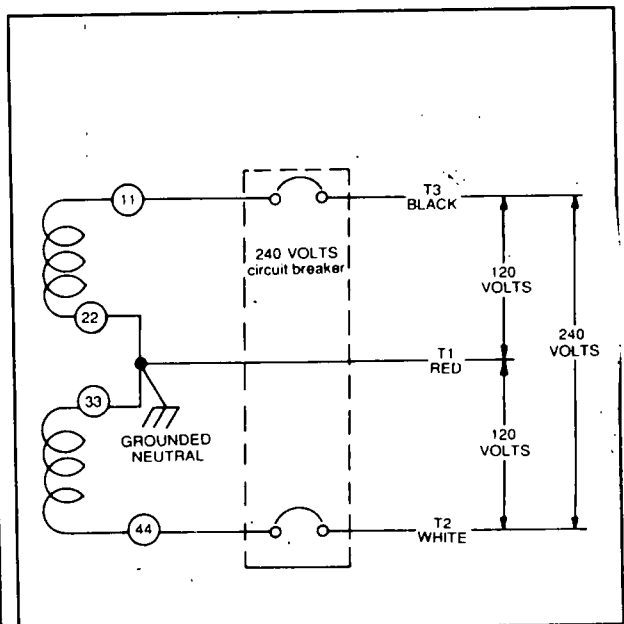 11
T3
BLACK
240 VOLTS
circuit breaker
120
VOLTS
22
240
VOLTS
T1
RED
33
GROUNDED
NEUTRAL
120
VOLTS
44
T2
WHITE